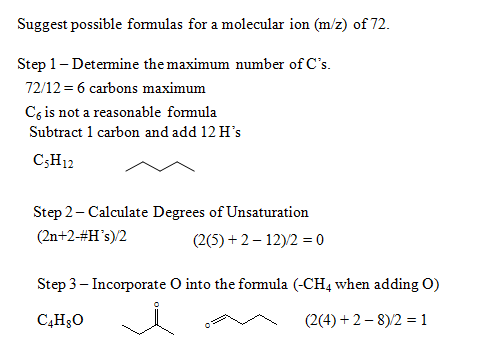 Suggest possible formulas for a molecular ion (m/z) of 72.
Step 1 – Determine the maximum number of C's.
72/12 = 6 carbons maximum
C₆ is not a reasonable formula
Subtract 1 carbon and add 12 H's
C₅H₁₂
Step 2 – Calculate Degrees of Unsaturation
(2n+2-#H's)/2 (2(5) + 2 – 12)/2 = 0
Step 3 – Incorporate O into the formula (-CH₄ when adding O)
O
C₄H₈O O (2(4) + 2 – 8)/2 = 1